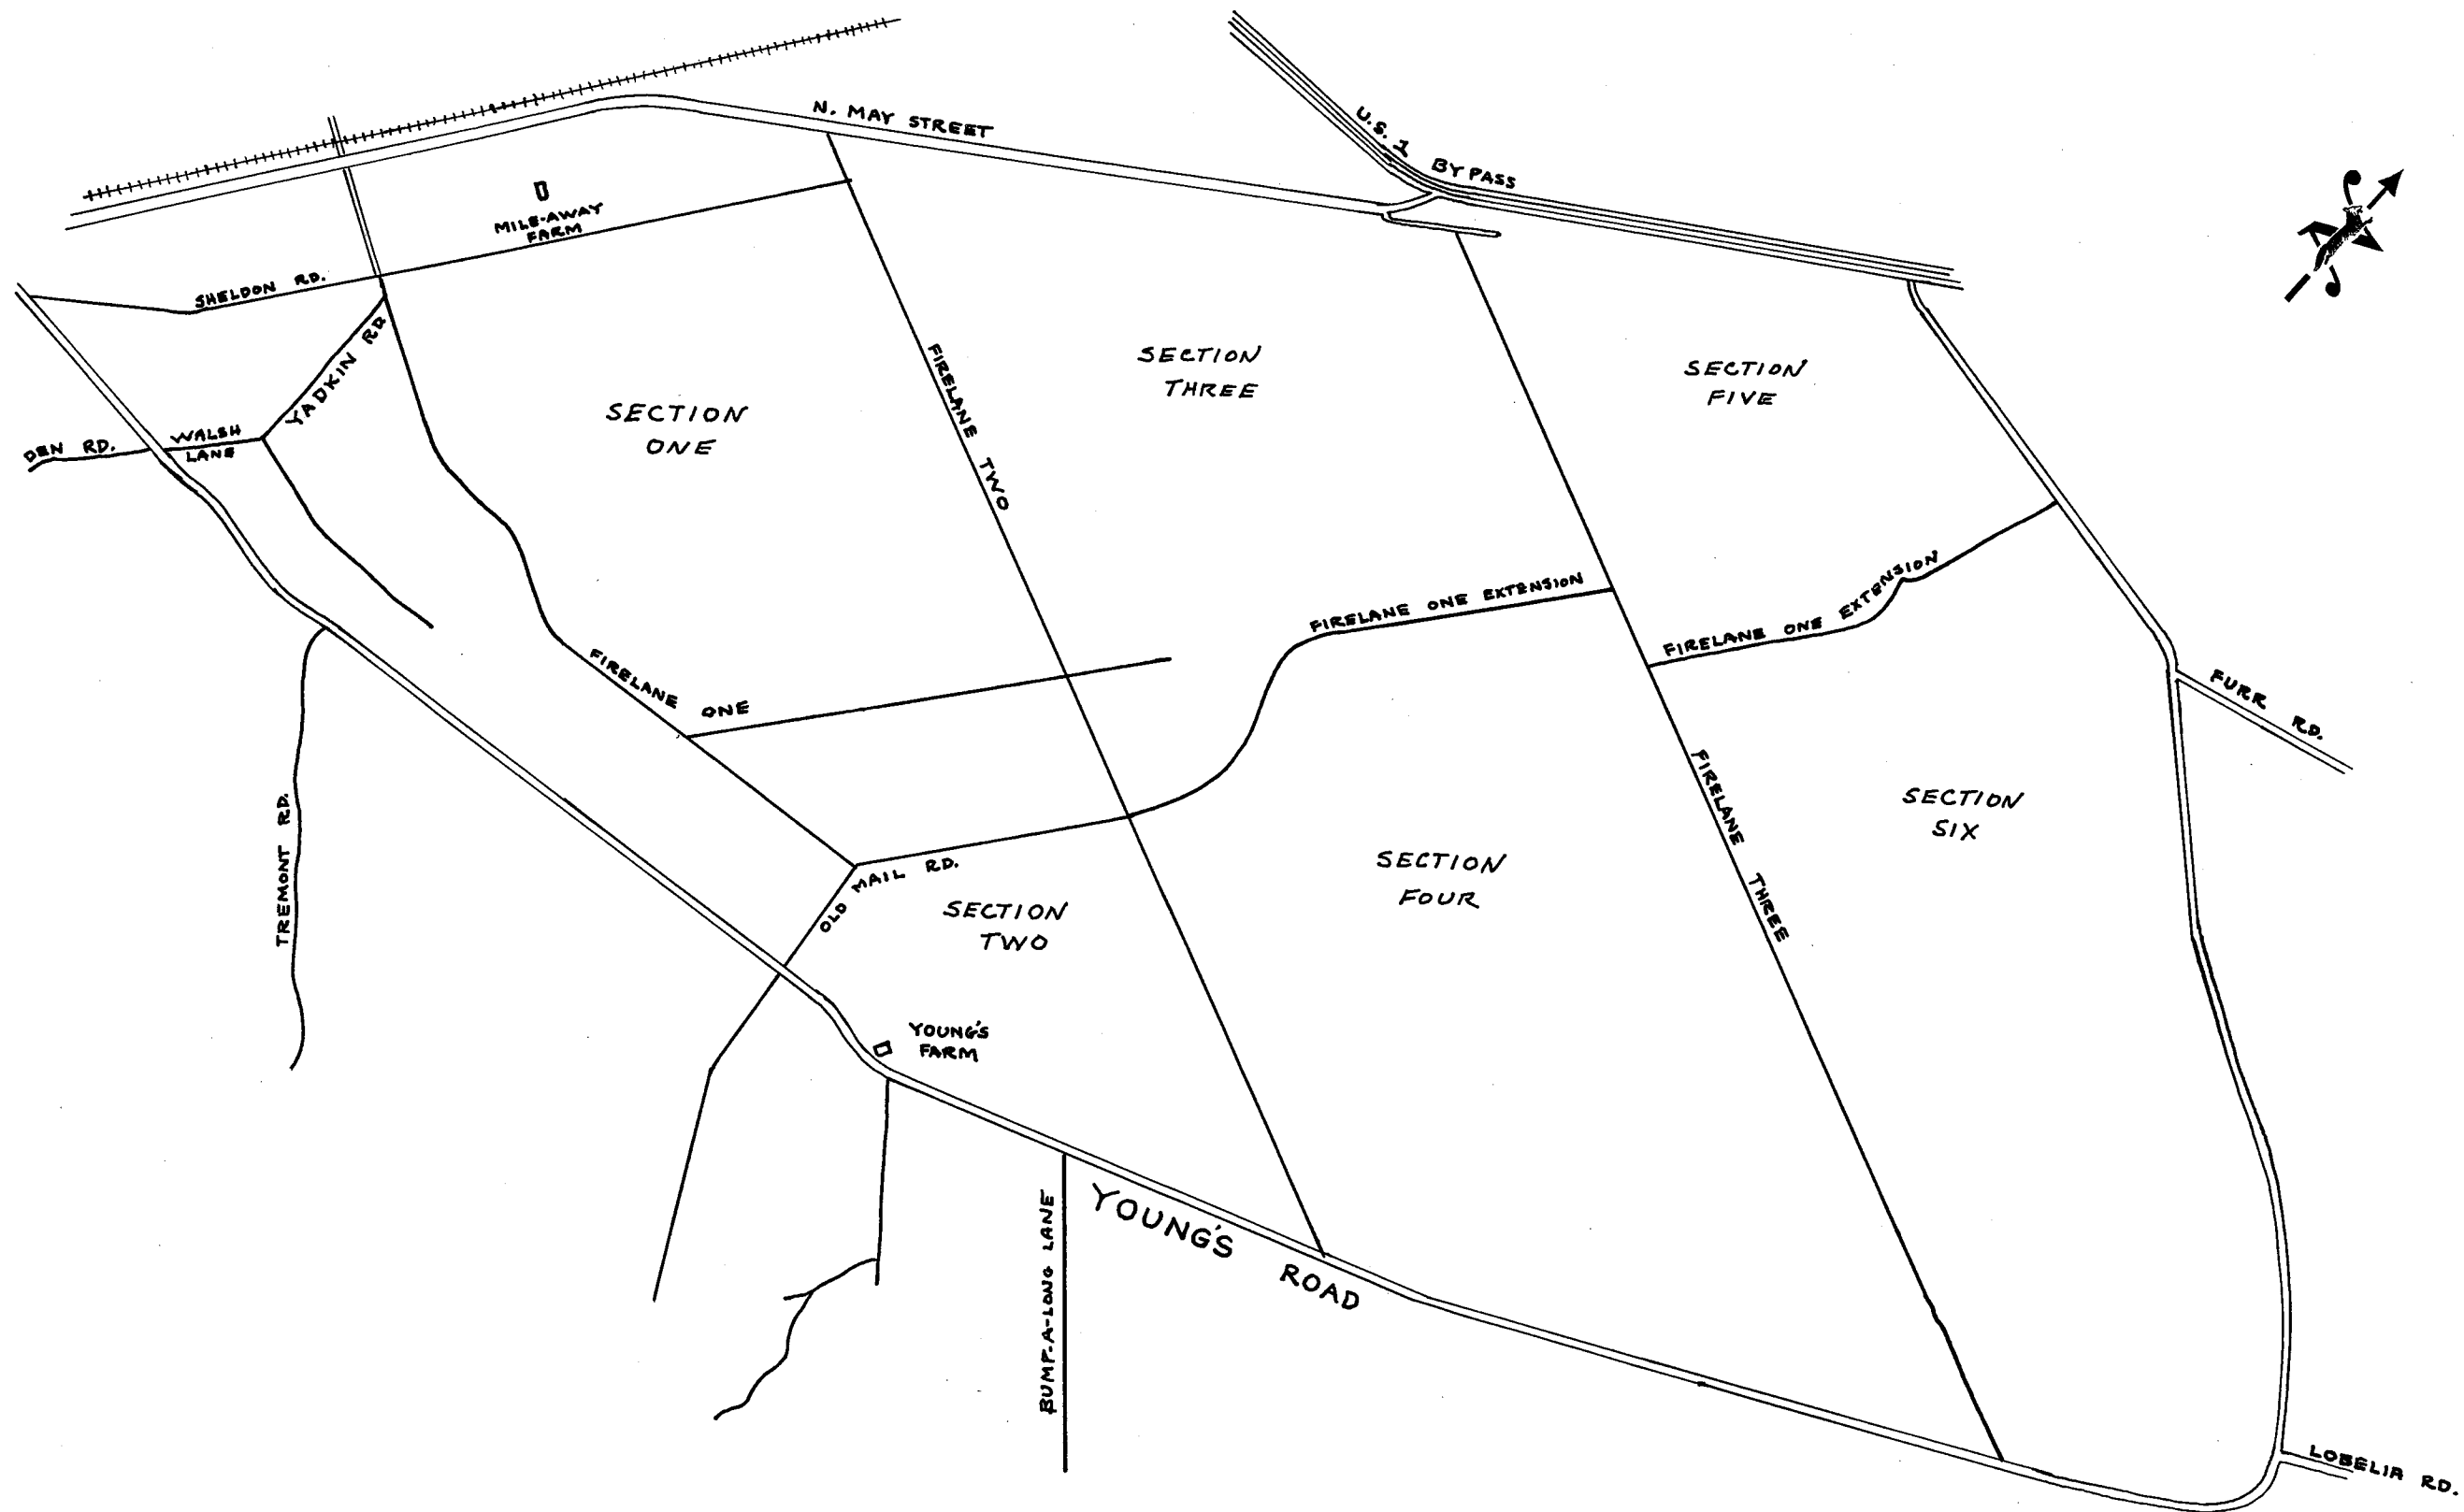 N. MAY STREET
U.S. 1 BYPASS
MILE-AWAY
FARM
SHELDON RD.
YADKIN RD.
DEN RD.
WALSH
LANE
SECTION
ONE
FIRELANE TWO
SECTION
THREE
SECTION
FIVE
FIRELANE ONE
FIRELANE ONE EXTENSION
FIRELANE ONE EXTENSION
FURR RD.
TREMONT RD.
OLD MAIL RD.
SECTION
TWO
SECTION
FOUR
FIRELANE THREE
SECTION
SIX
YOUNG'S
FARM
BUMP-A-LONG LANE
YOUNG'S ROAD
LOBELIA RD.